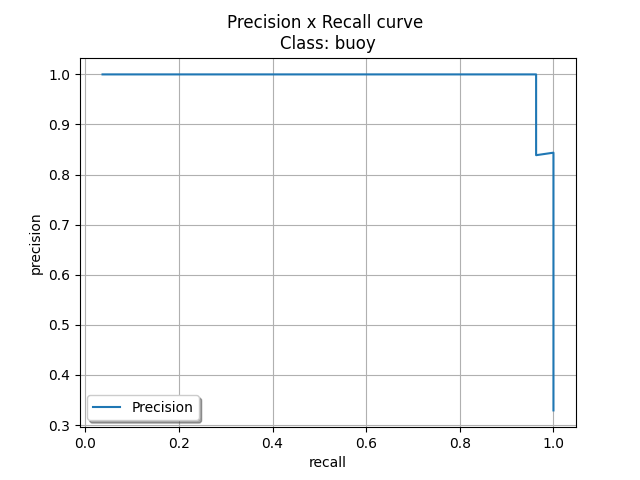 Precision x Recall curve
Class: buoy
1.0
0.9
0.8
0.7
0.6
0.5
0.4
0.3
precision
Precision
0.0 0.2 0.4 0.6 0.8 1.0
recall